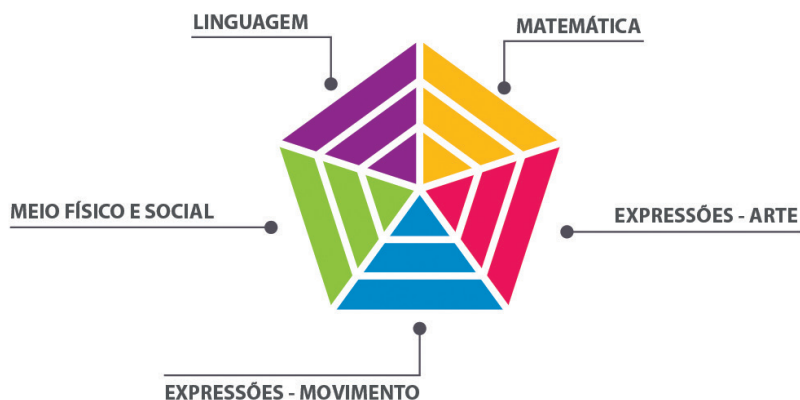 LINGUAGEM
MATEMÁTICA
MEIO FÍSICO E SOCIAL
EXPRESSÕES - ARTE
EXPRESSÕES - MOVIMENTO